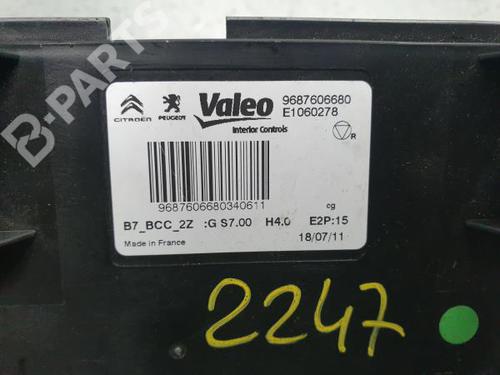 B-PARTS
CITROËN PEUGEOT Valeo 9687606680
E1060278
Interior Controls
R
9687606680340611
cg
B7_BCC_2Z :G S7.00 H4.0 E2P:15
Made in France 18/07/11
2247